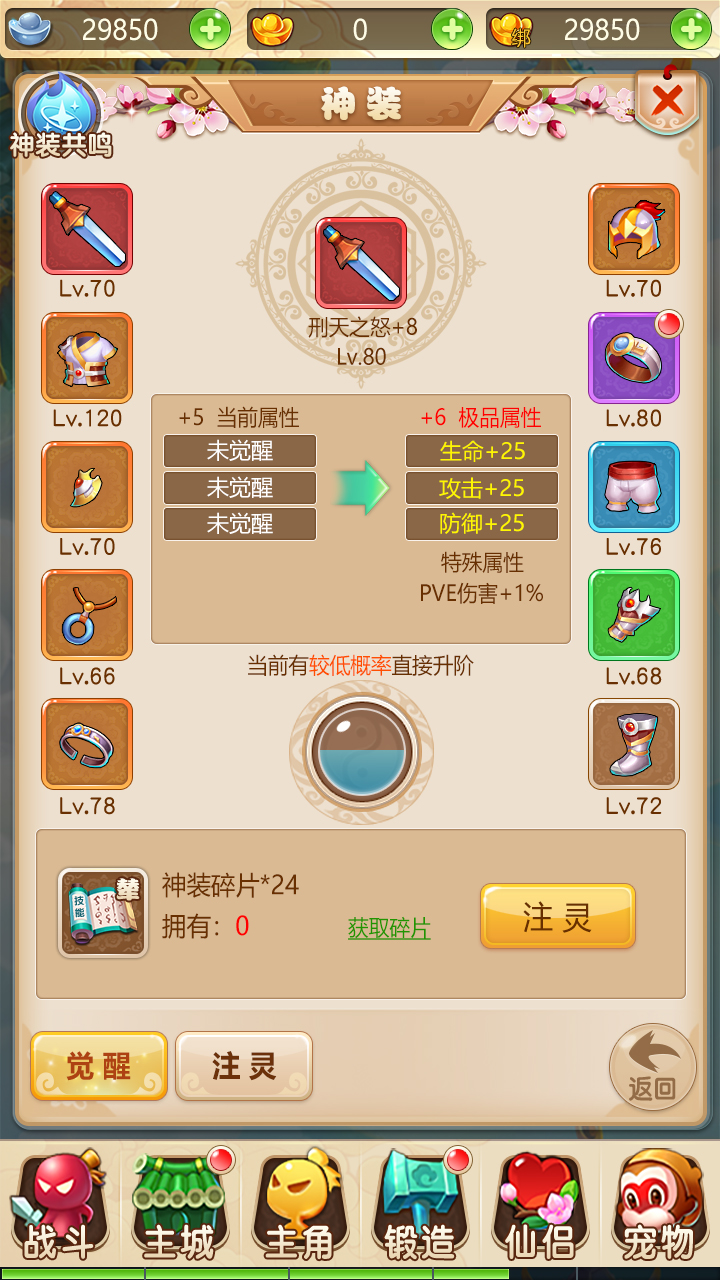 29850
0
绑
29850
神装
神装共鸣
Lv.70
Lv.120
Lv.70
Lv.66
Lv.78
刑天之怒+8
Lv.80
Lv.70
Lv.80
Lv.76
Lv.68
Lv.72
+5 当前属性
未觉醒
未觉醒
未觉醒
+6 极品属性
生命+25
攻击+25
防御+25
特殊属性
PVE伤害+1%
当前有较低概率直接升阶
技能
神装碎片*24
拥有：0
获取碎片
注灵
觉醒
注灵
返回
战斗
主城
主角
锻造
仙侣
宠物